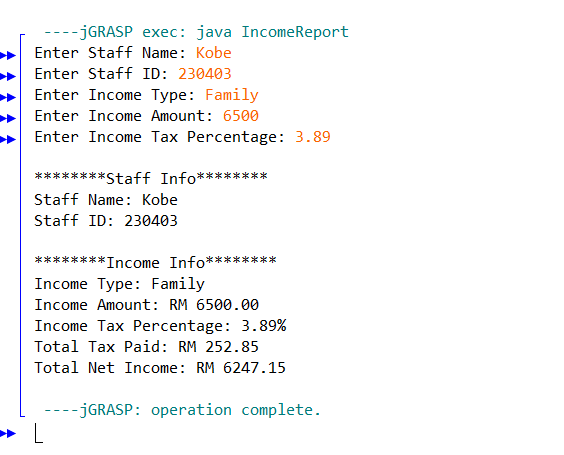 ----jGRASP exec: java IncomeReport
Enter Staff Name: Kobe
Enter Staff ID: 230403
Enter Income Type: Family
Enter Income Amount: 6500
Enter Income Tax Percentage: 3.89
********Staff Info********
Staff Name: Kobe
Staff ID: 230403
********Income Info********
Income Type: Family
Income Amount: RM 6500.00
Income Tax Percentage: 3.89%
Total Tax Paid: RM 252.85
Total Net Income: RM 6247.15
----jGRASP: operation complete.